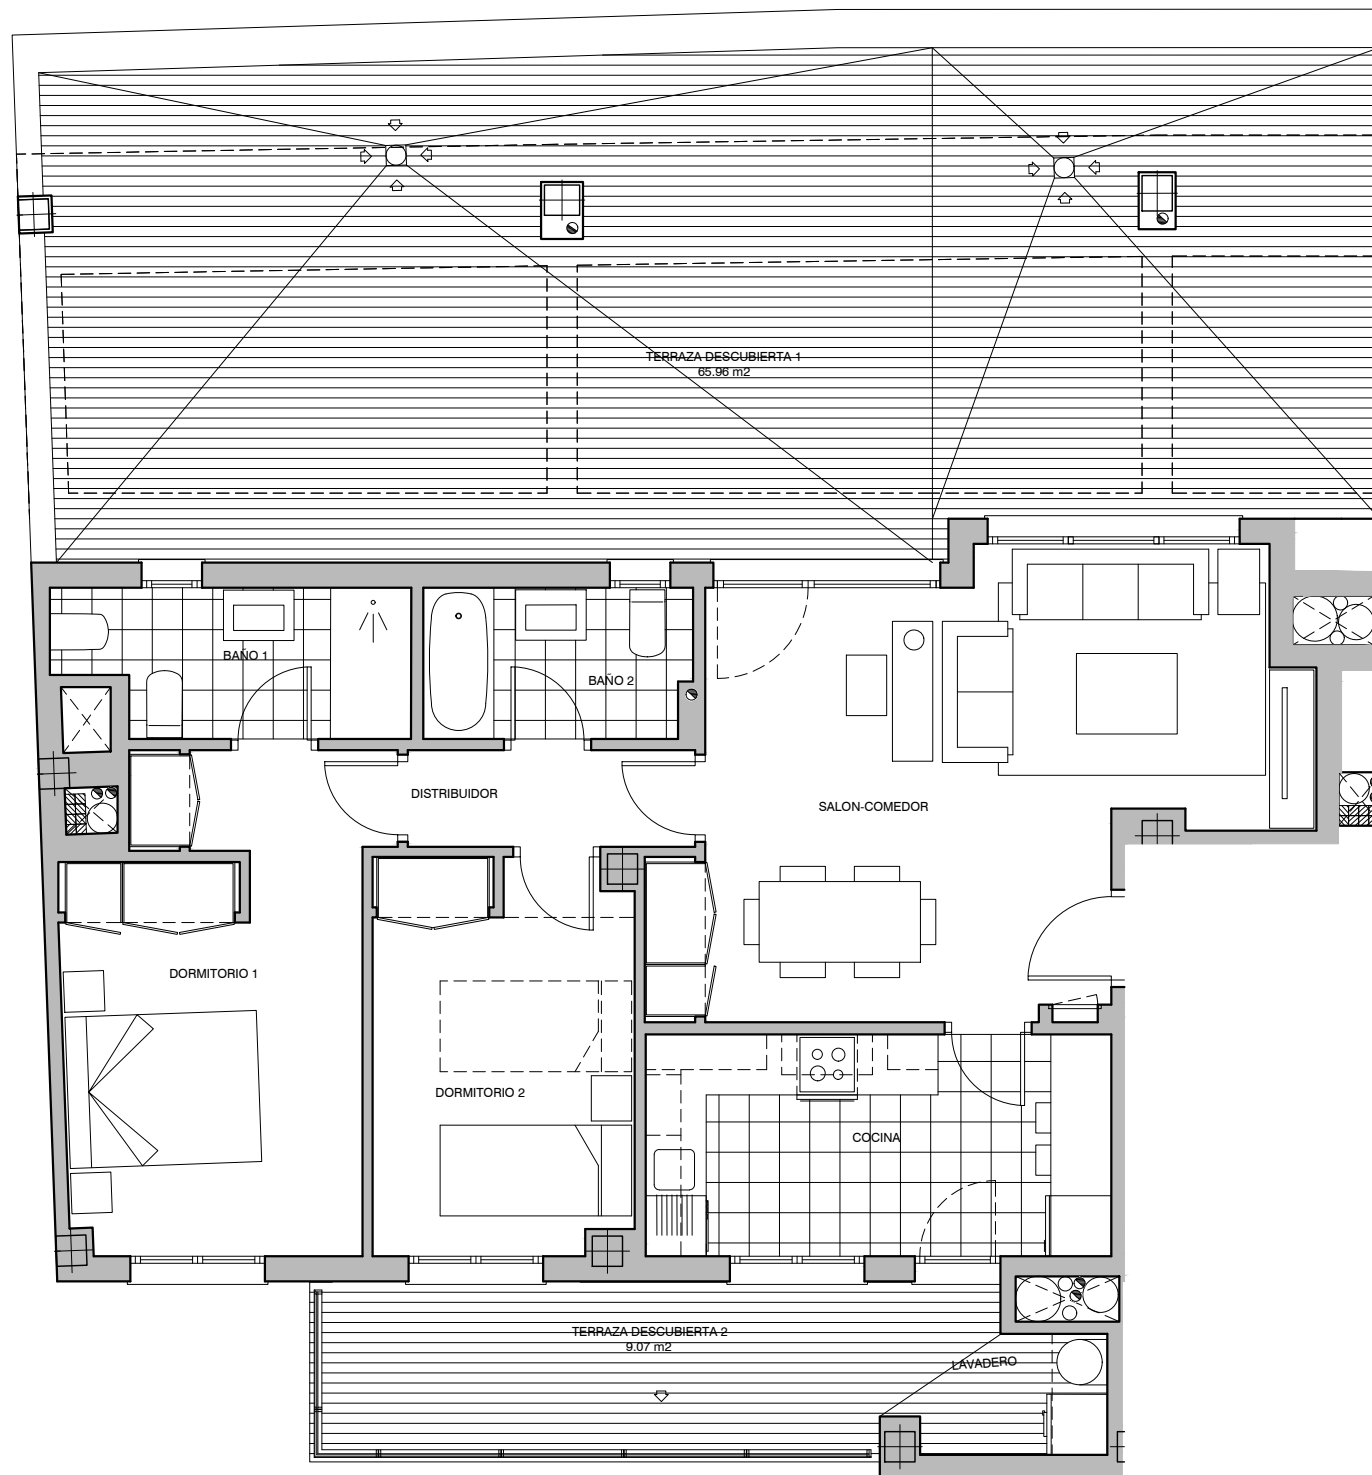 TERRAZA DESCUBIERTA 1
65.96 m2
BAÑO 1
BAÑO 2
DISTRIBUIDOR
SALON-COMEDOR
DORMITORIO 1
DORMITORIO 2
COCINA
TERRAZA DESCUBIERTA 2
9.07 m2
LAVADERO